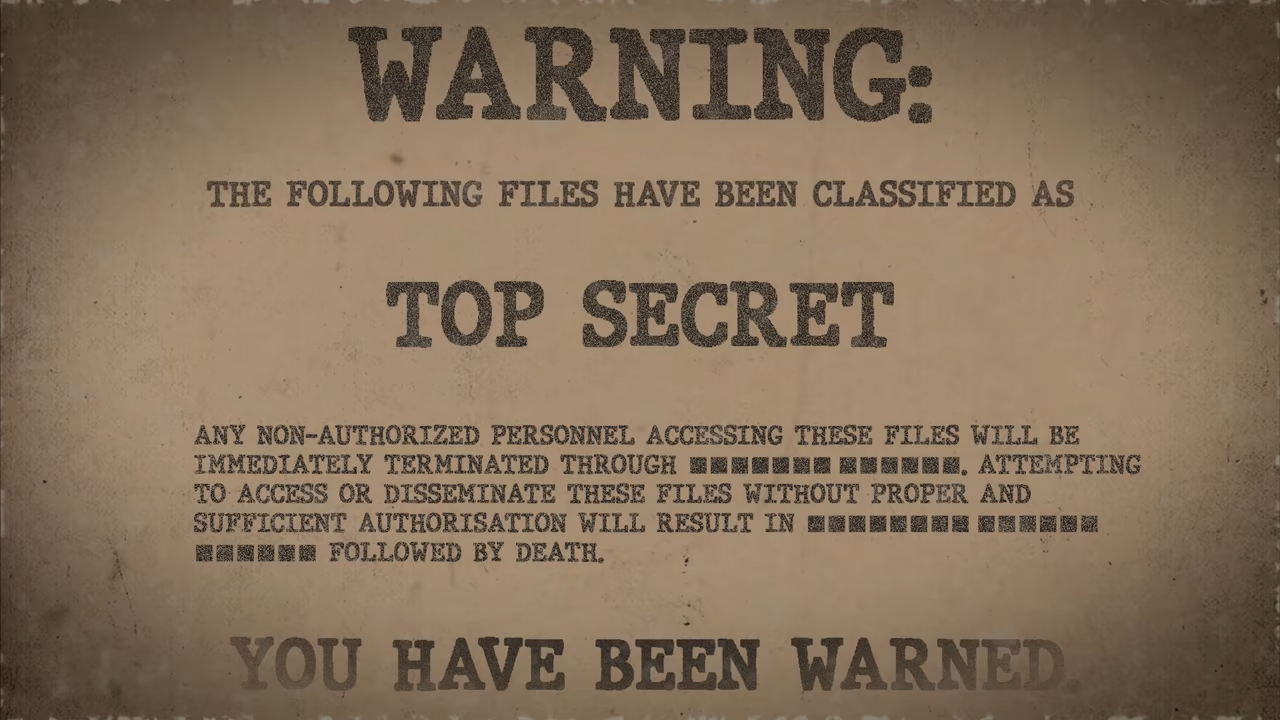 WARNING:
THE FOLLOWING FILES HAVE BEEN CLASSIFIED AS
TOP SECRET
ANY NON-AUTHORIZED PERSONNEL ACCESSING THESE FILES WILL BE
IMMEDIATELY TERMINATED THROUGH ■■■■■■■ ■■■■■■. ATTEMPTING
TO ACCESS OR DISSEMINATE THESE FILES WITHOUT PROPER AND
SUFFICIENT AUTHORISATION WILL RESULT IN ■■■■■■■■ ■■■■■■
■■■■■■ FOLLOWED BY DEATH.
YOU HAVE BEEN WARNED.